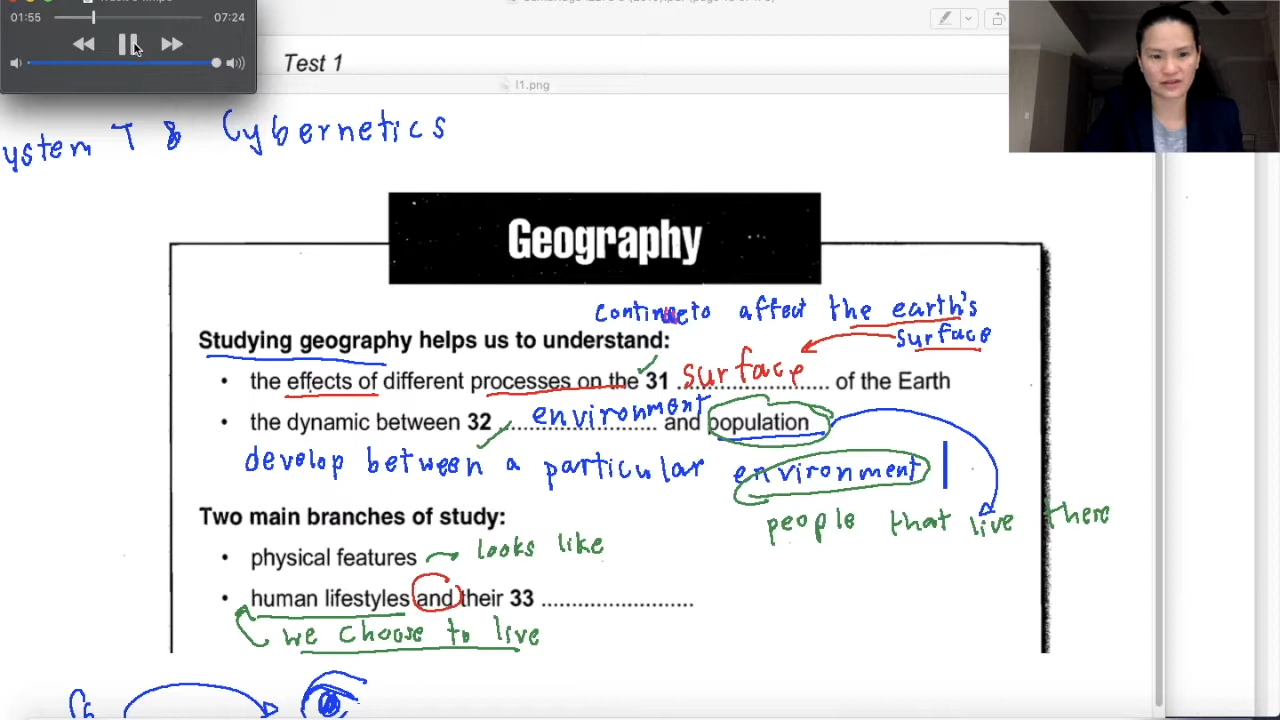 01:55 07:24
Test 1
l1.png
ystem T & Cybernetics
Geography
continue to affect the earth's
surface
Studying geography helps us to understand:
• the effects of different processes on the 31 surface of the Earth
• the dynamic between 32 environment and population
develop between a particular environment
people that live there
Two main branches of study:
• physical features looks like
• human lifestyles and their 33 ..........................
we choose to live